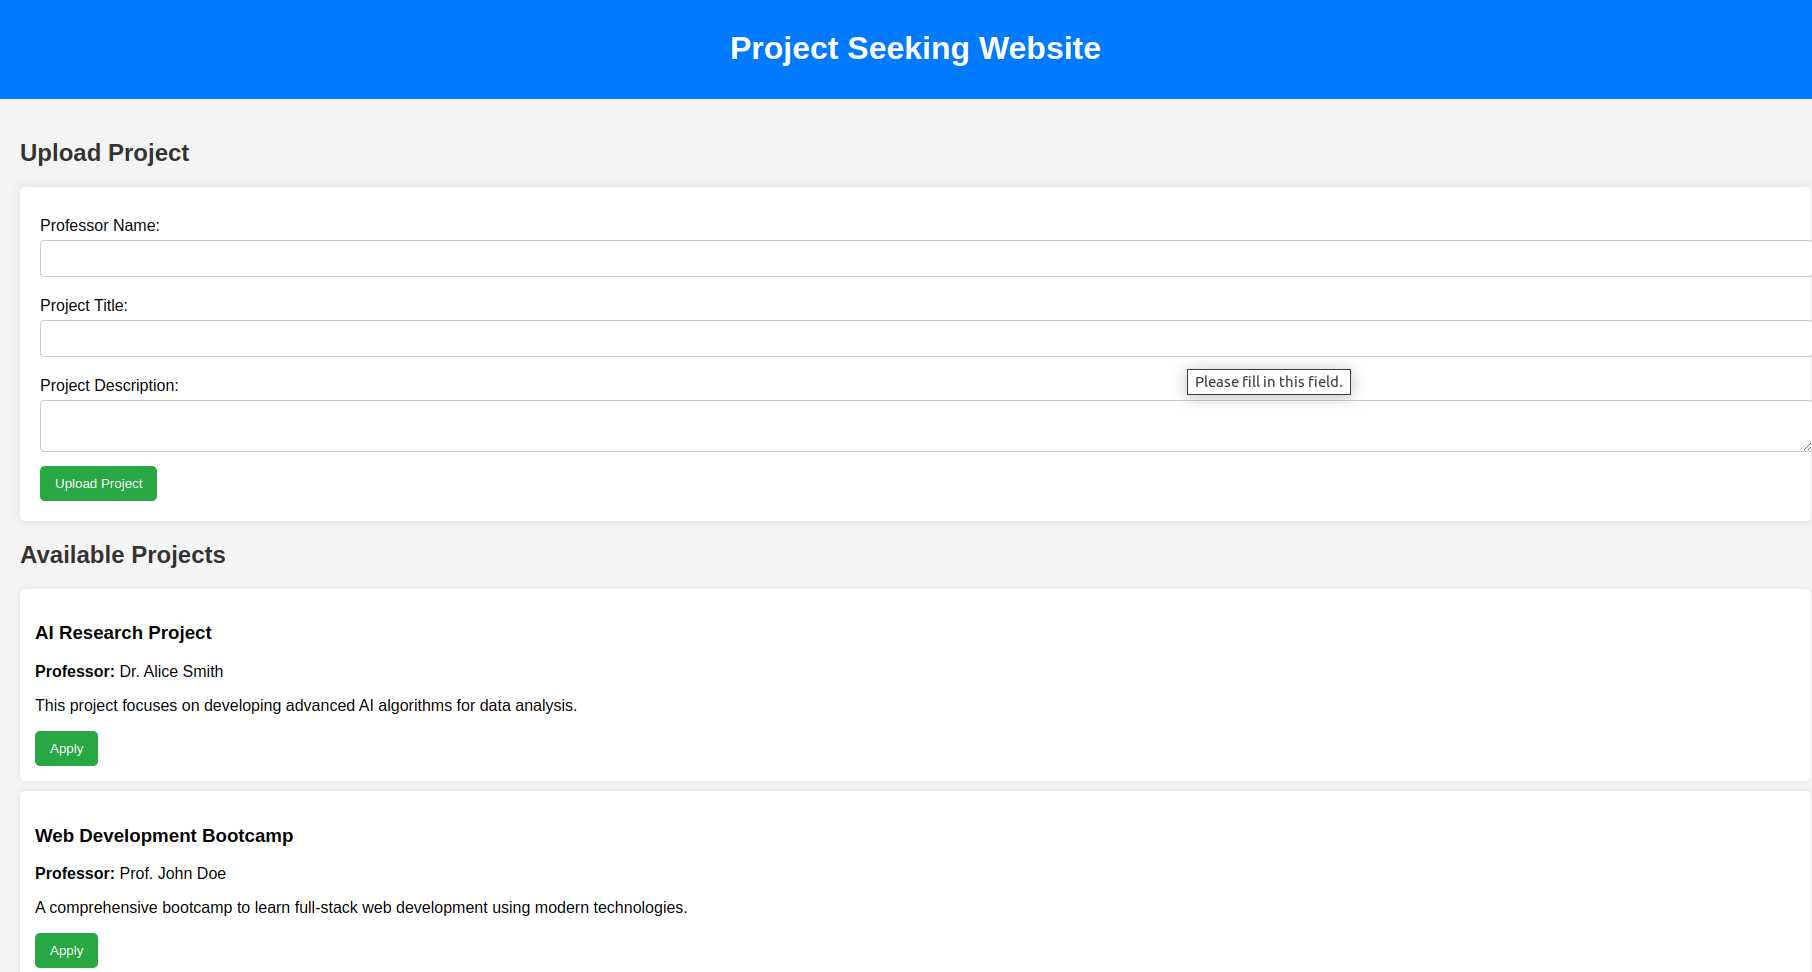 Project Seeking Website
Upload Project
Professor Name:
Project Title:
Project Description:
Please fill in this field.
Upload Project
Available Projects
AI Research Project
Professor: Dr. Alice Smith
This project focuses on developing advanced AI algorithms for data analysis.
Apply
Web Development Bootcamp
Professor: Prof. John Doe
A comprehensive bootcamp to learn full-stack web development using modern technologies.
Apply